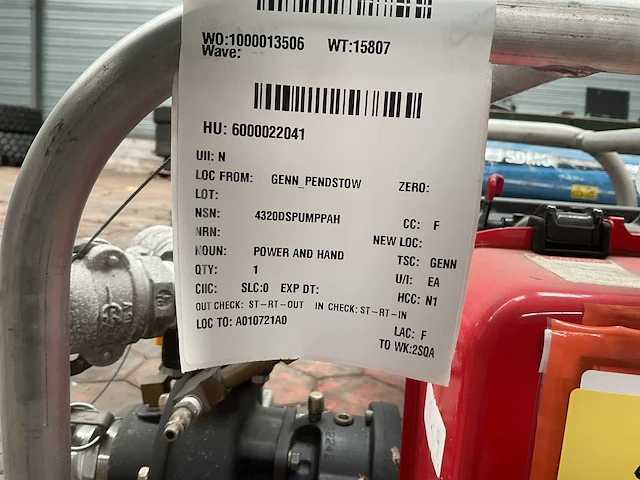 WO:1000013506 WT:15807
Wave:
HU: 6000022041
UII: N
LOC FROM: GENN_PENDSTOW ZERO:
LOT:
NSN: 4320DSPUMPPAH CC: F
NRN: NEW LOC:
NOUN: POWER AND HAND TSC: GENN
QTY: 1 U/I: EA
CIIC: SLC:0 EXP DT: HCC: N1
OUT CHECK: ST-RT-OUT IN CHECK: ST-RT-IN
LOC TO: A010721A0 LAC: F
TO WK:2SQA
SDMO